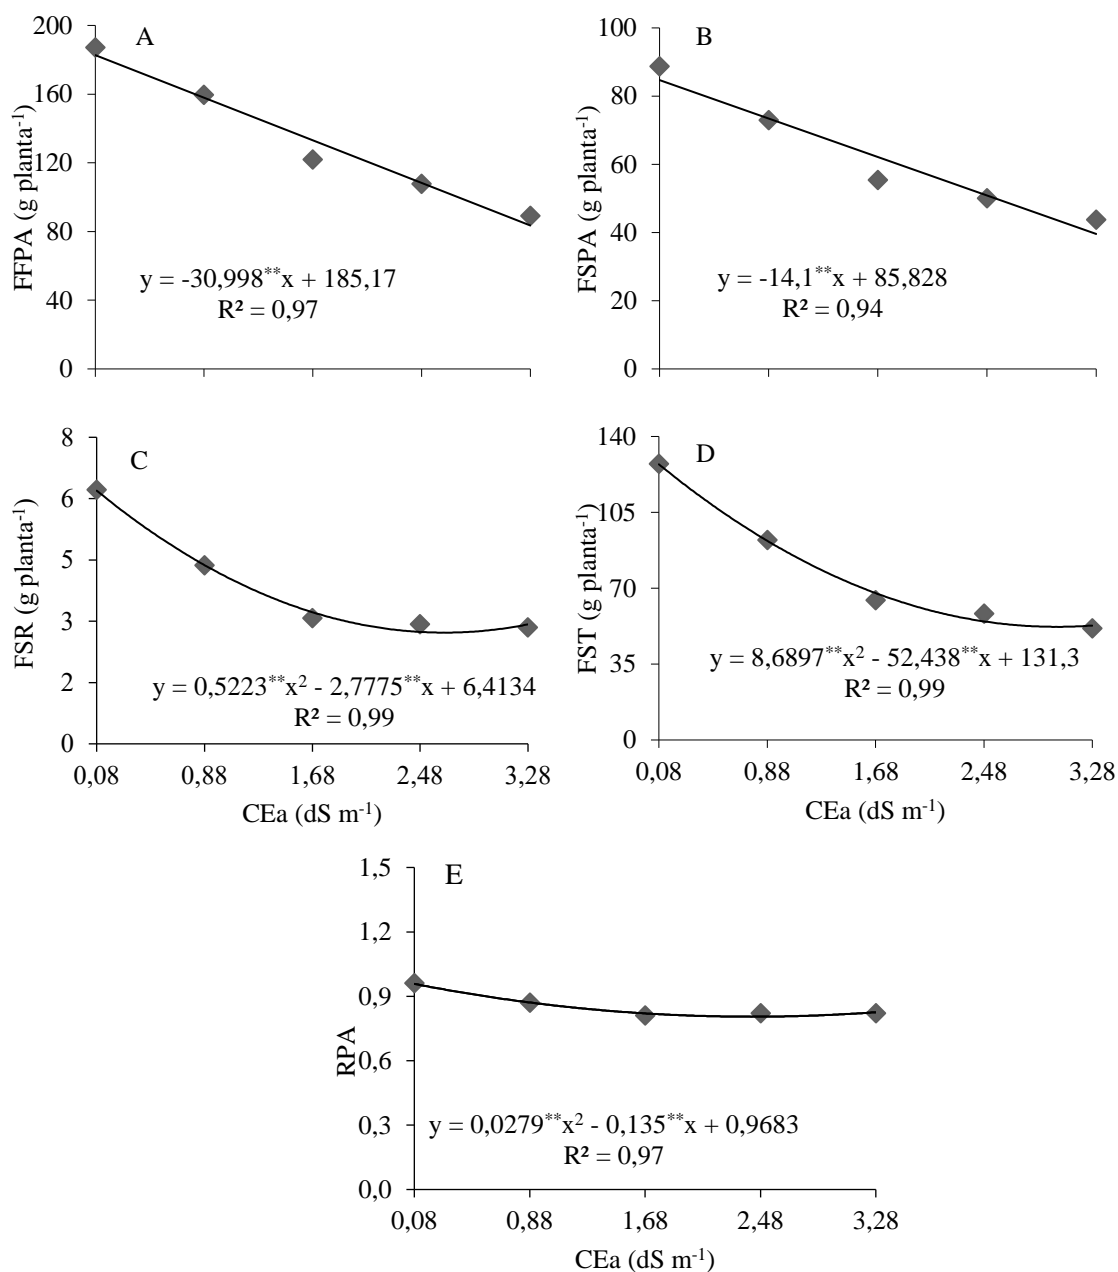 A
FFPA (g planta⁻¹)
200
160
120
80
40
0
y = -30,998**x + 185,17
R² = 0,97
B
FSPA (g planta⁻¹)
100
80
60
40
20
0
y = -14,1**x + 85,828
R² = 0,94
C
FSR (g planta⁻¹)
8
6
5
3
2
0
y = 0,5223**x² - 2,7775**x + 6,4134
R² = 0,99
0,08 0,88 1,68 2,48 3,28
CEa (dS m⁻¹)
D
FST (g planta⁻¹)
140
105
70
35
0
y = 8,6897**x² - 52,438**x + 131,3
R² = 0,99
0,08 0,88 1,68 2,48 3,28
CEa (dS m⁻¹)
E
RPA
1,5
1,2
0,9
0,6
0,3
0,0
y = 0,0279**x² - 0,135**x + 0,9683
R² = 0,97
0,08 0,88 1,68 2,48 3,28
CEa (dS m⁻¹)